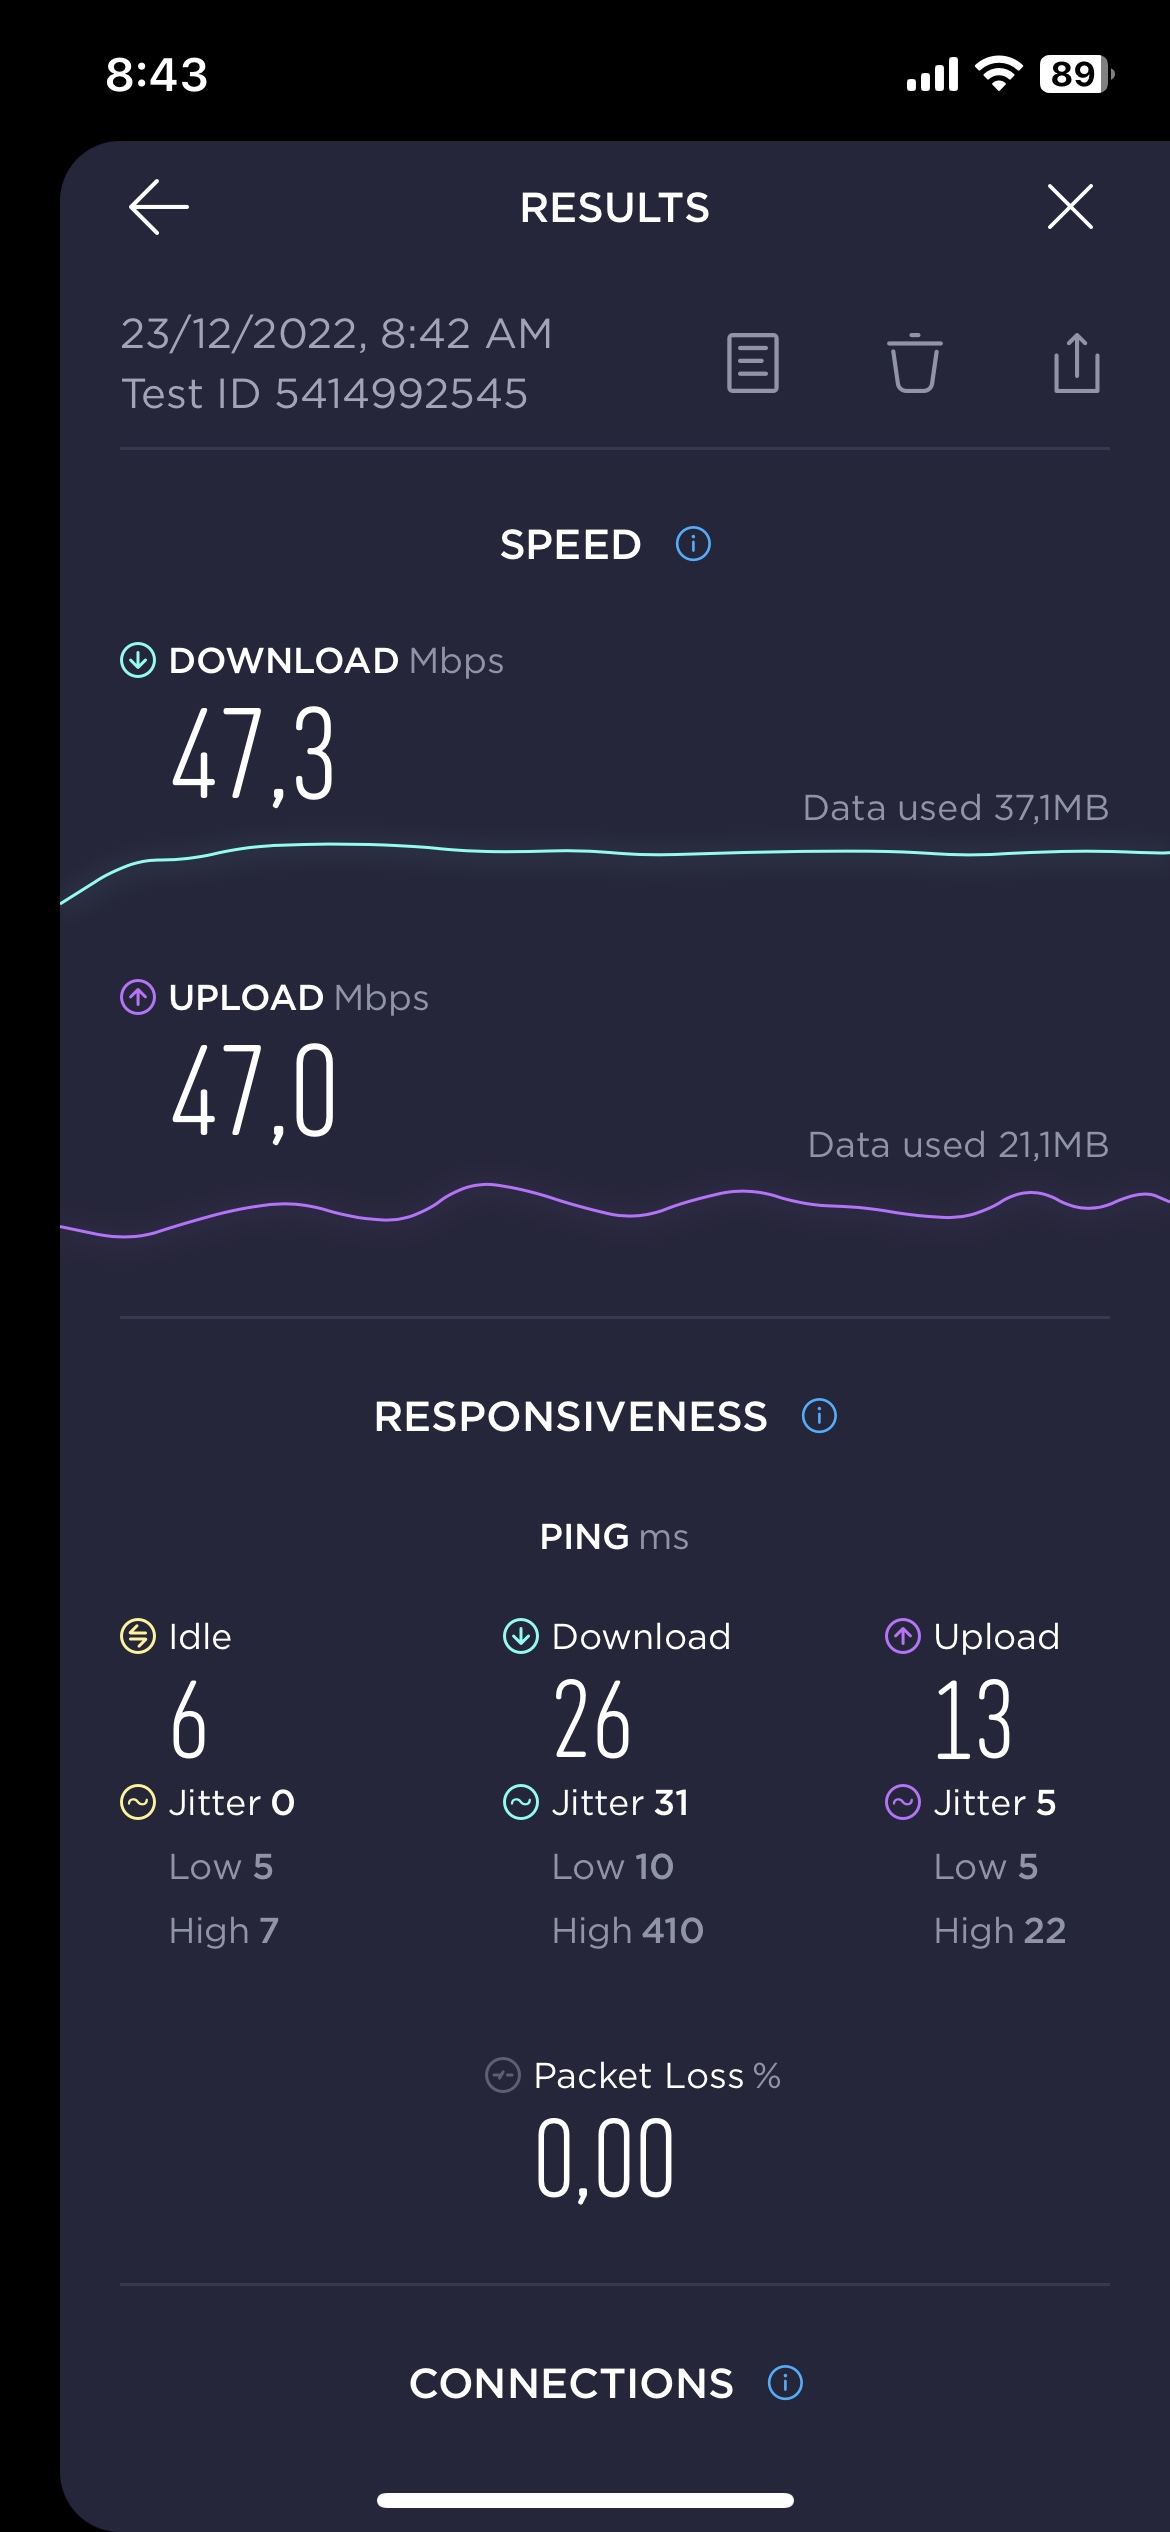 8:43
89
RESULTS
23/12/2022, 8:42 AM
Test ID 5414992545
SPEED
DOWNLOAD Mbps
47,3
Data used 37,1MB
UPLOAD Mbps
47,0
Data used 21,1MB
RESPONSIVENESS
PING ms
Idle Download Upload
6 26 13
Jitter 0 Jitter 31 Jitter 5
Low 5 Low 10 Low 5
High 7 High 410 High 22
Packet Loss %
0,00
CONNECTIONS